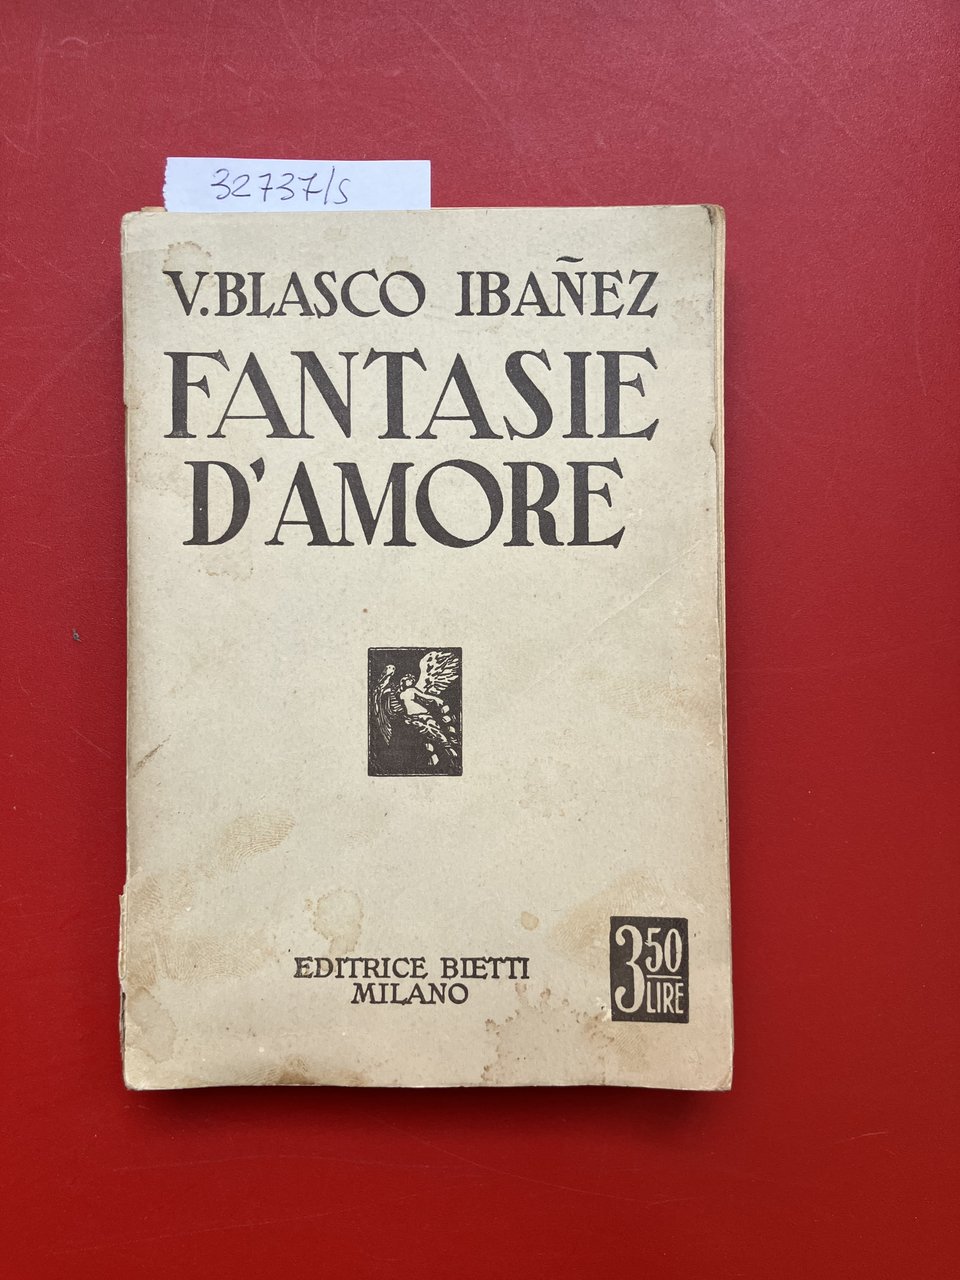 32737/s
V. BLASCO IBAÑEZ
FANTASIE
D'AMORE
EDITRICE BIETTI
MILANO
3 50
LIRE